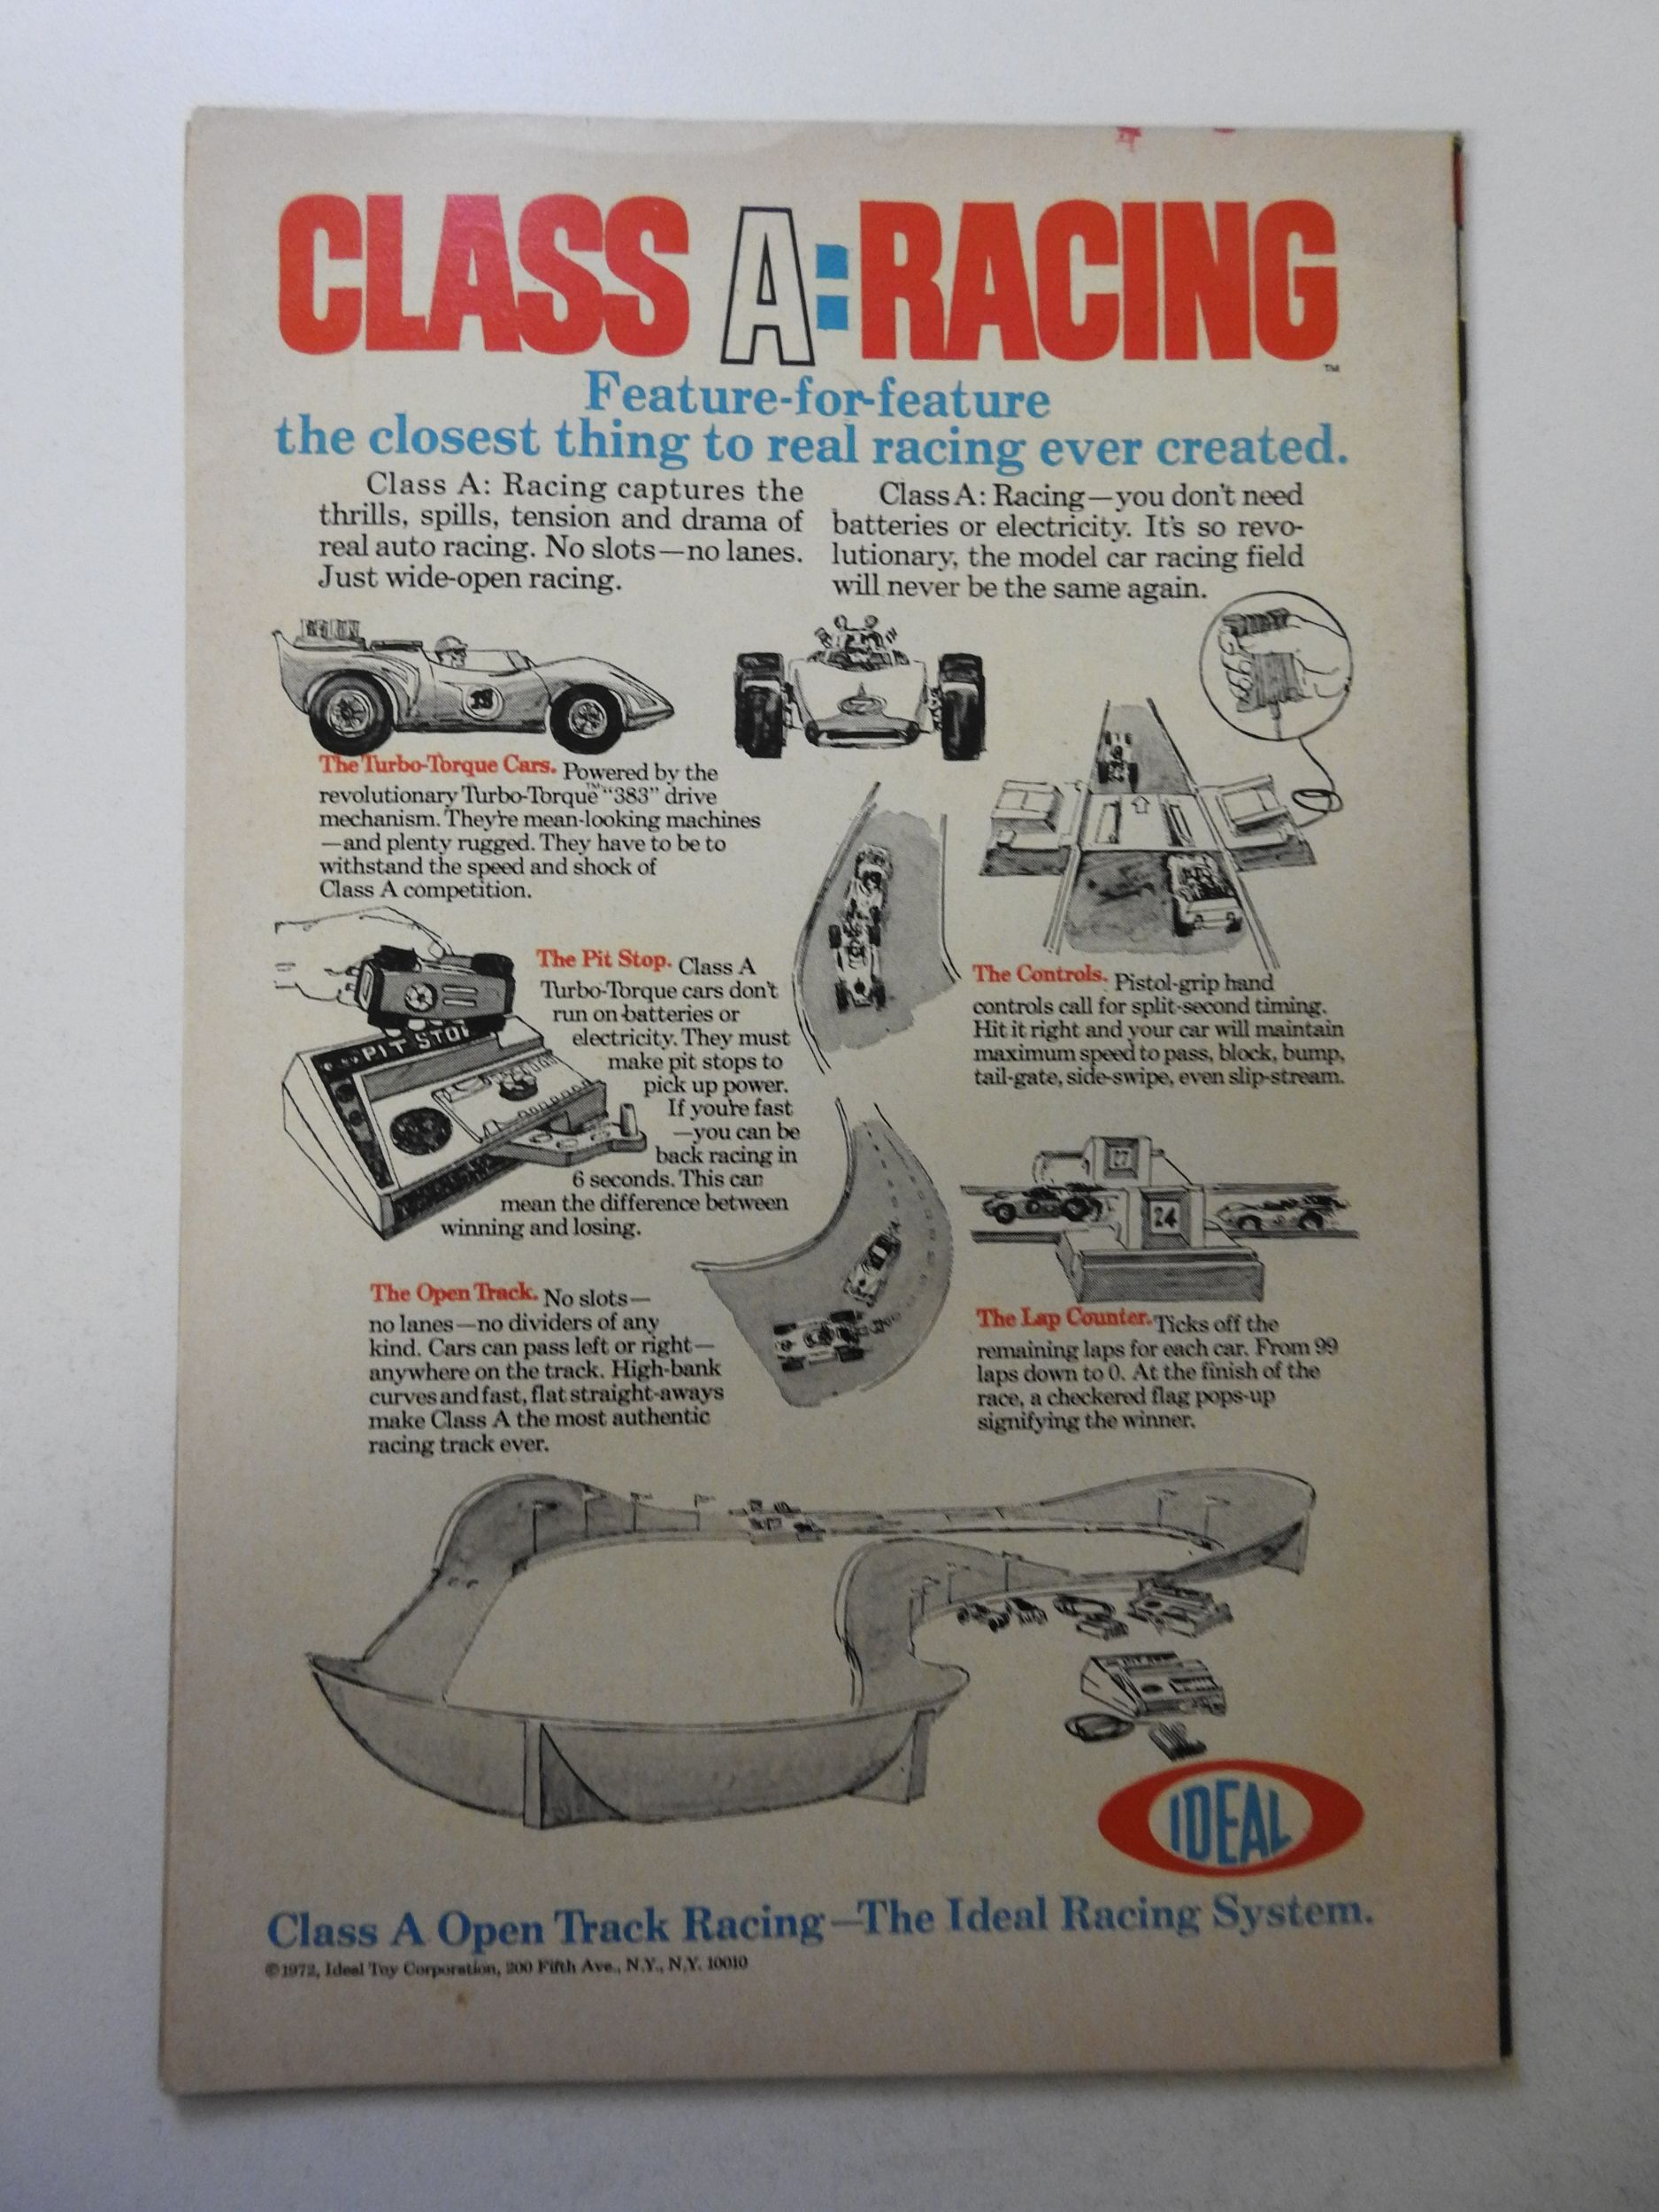 CLASS A:RACING
™
Feature-for-feature
the closest thing to real racing ever created.
Class A: Racing captures the
thrills, spills, tension and drama of
real auto racing. No slots—no lanes.
Just wide-open racing.
Class A: Racing—you don't need
batteries or electricity. It's so revo-
lutionary, the model car racing field
will never be the same again.
The Turbo-Torque Cars. Powered by the
revolutionary Turbo-Torque™ "383" drive
mechanism. They're mean-looking machines
—and plenty rugged. They have to be to
withstand the speed and shock of
Class A competition.
PIT STOP
The Pit Stop. Class A
Turbo-Torque cars don't
run on batteries or
electricity. They must
make pit stops to
pick up power.
If you're fast
—you can be
back racing in
6 seconds. This can
mean the difference between
winning and losing.
The Controls. Pistol-grip hand
controls call for split-second timing.
Hit it right and your car will maintain
maximum speed to pass, block, bump,
tail-gate, side-swipe, even slip-stream.
The Open Track. No slots—
no lanes—no dividers of any
kind. Cars can pass left or right—
anywhere on the track. High-bank
curves and fast, flat straight-aways
make Class A the most authentic
racing track ever.
27
24
The Lap Counter. Ticks off the
remaining laps for each car. From 99
laps down to 0. At the finish of the
race, a checkered flag pops-up
signifying the winner.
IDEAL
Class A Open Track Racing—The Ideal Racing System.
©1972, Ideal Toy Corporation, 200 Fifth Ave., N.Y., N.Y. 10010